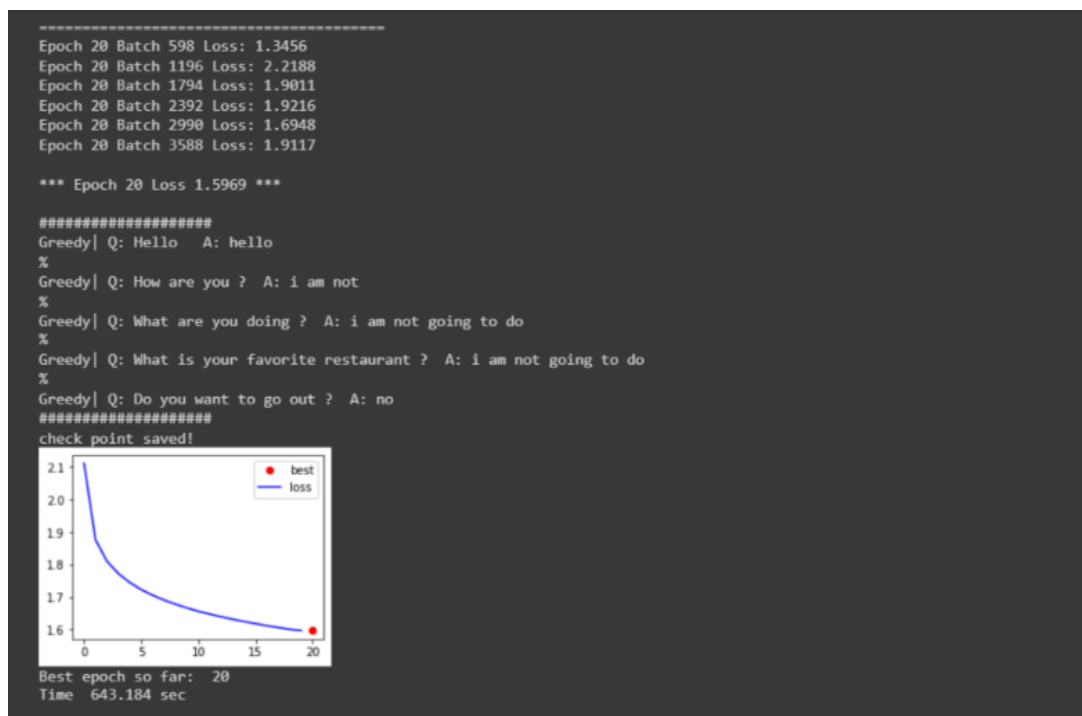 ========================================
Epoch 20 Batch 598 Loss: 1.3456
Epoch 20 Batch 1196 Loss: 2.2188
Epoch 20 Batch 1794 Loss: 1.9011
Epoch 20 Batch 2392 Loss: 1.9216
Epoch 20 Batch 2990 Loss: 1.6948
Epoch 20 Batch 3588 Loss: 1.9117
*** Epoch 20 Loss 1.5969 ***
####################
Greedy| Q: Hello   A: hello
%
Greedy| Q: How are you ?  A: i am not
%
Greedy| Q: What are you doing ?  A: i am not going to do
%
Greedy| Q: What is your favorite restaurant ?  A: i am not going to do
%
Greedy| Q: Do you want to go out ?  A: no
####################
check point saved!
best
loss
2.1
2.0
1.9
1.8
1.7
1.6
0 5 10 15 20
Best epoch so far:  20
Time  643.184 sec